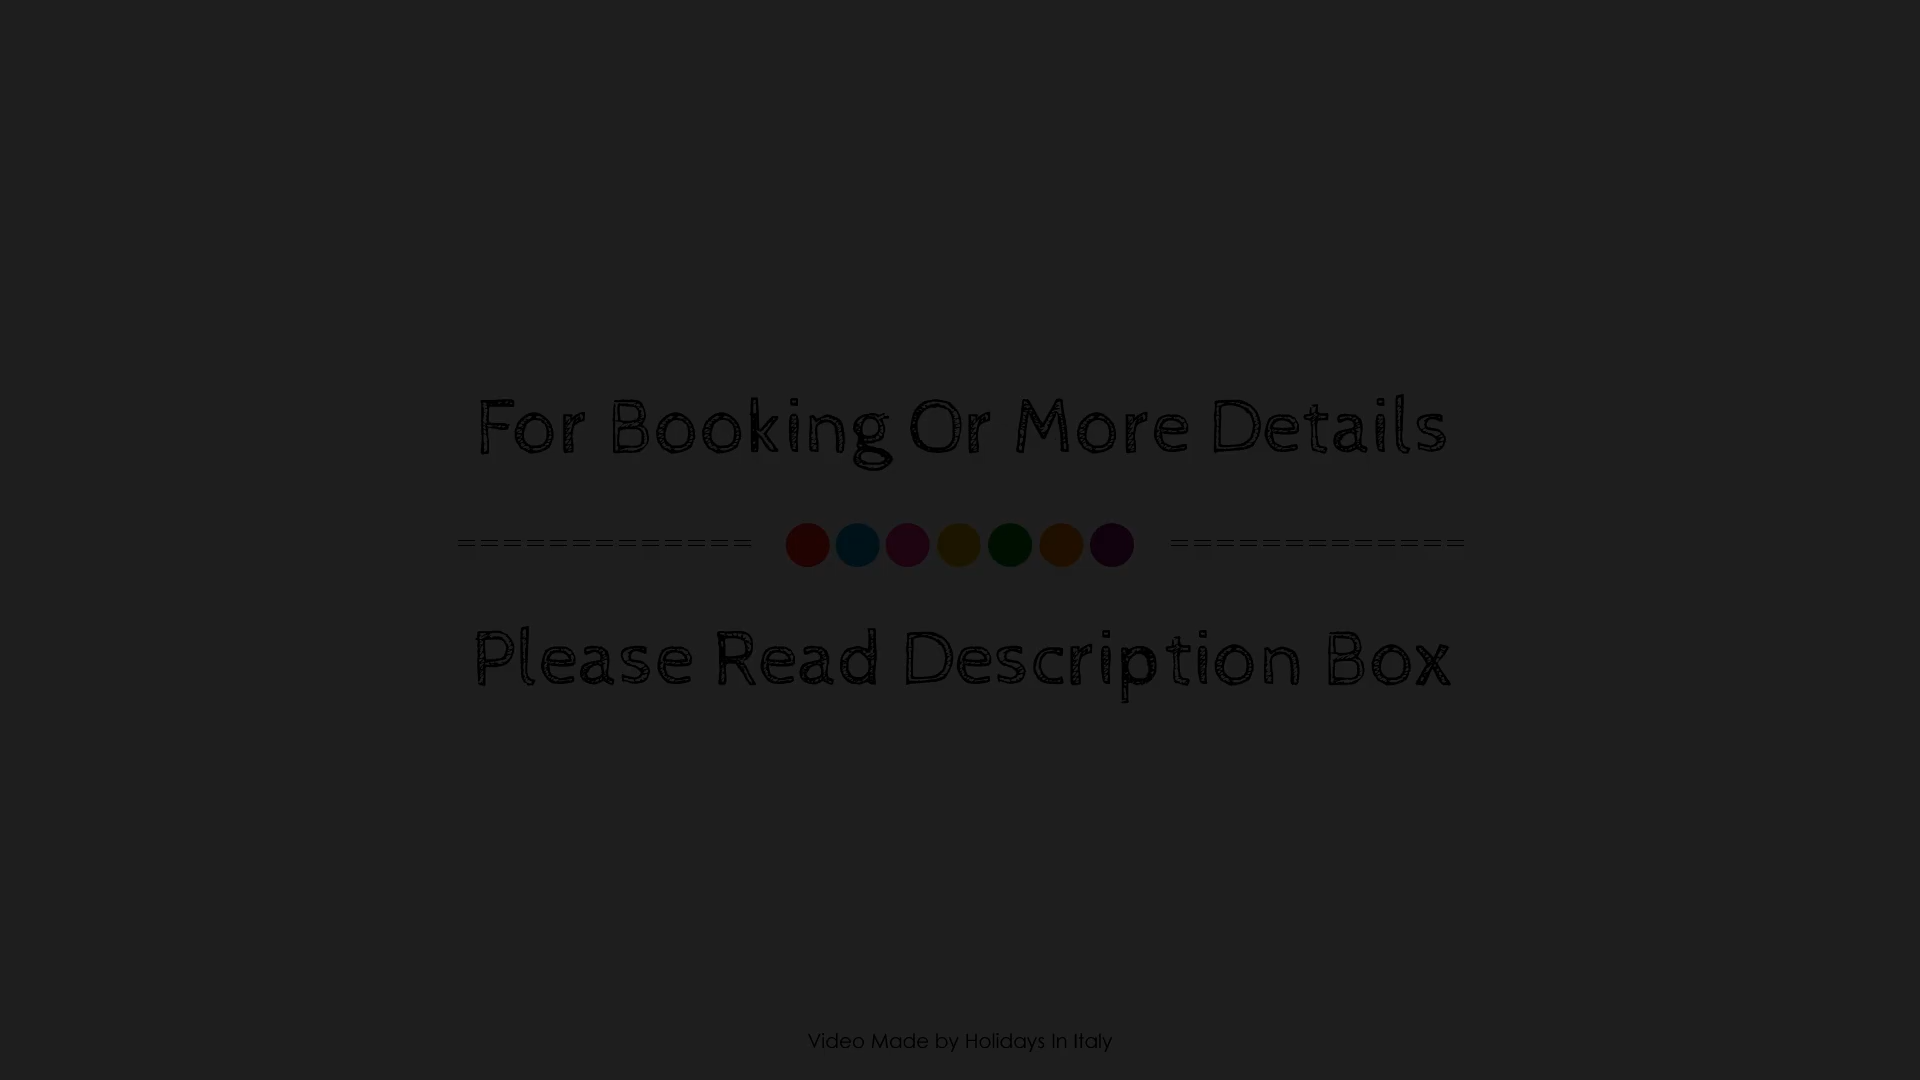 For Booking Or More Details
============= =============
Please Read Description Box
Video Made by Holidays In Italy